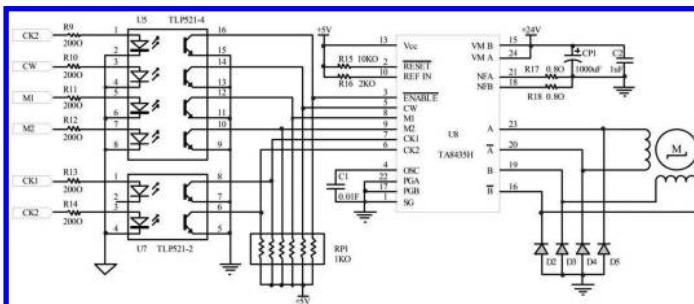 U5 TLP521-4
CK2 R9 200Ω 1 16
2 15
CW R10 200Ω 3 14
4 13
M1 R11 200Ω 5 12
6 11
M2 R12 200Ω 7 10
8 9
CK1 R13 200Ω 1 8
2 7
CK2 R14 200Ω 3 6
4 5
U7 TLP521-2
RP1
1KO
+5V
+5V
R15 10KO
R16 2KO
C1
0.01F
13 Vcc
2 RESET
10 REF IN
3 ENABLE
5 CW
8 M1
9 M2
7 CK1
6 CK2
4 OSC
22 PGA
17 PGB
1 SG
U8
TA8435H
VM B 15
VM A 24
NFA 21
NFB 18
A 23
A 20
B 19
B 16
+24V
CP1
1000uF
C2
1uF
R17 0.8Ω
R18 0.8Ω
M
D2 D3 D4 D5